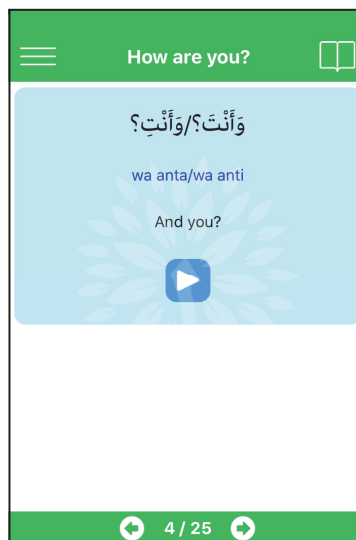 How are you?
وَأَنْتَ؟/وَأَنْتِ؟
wa anta/wa anti
And you?
4 / 25